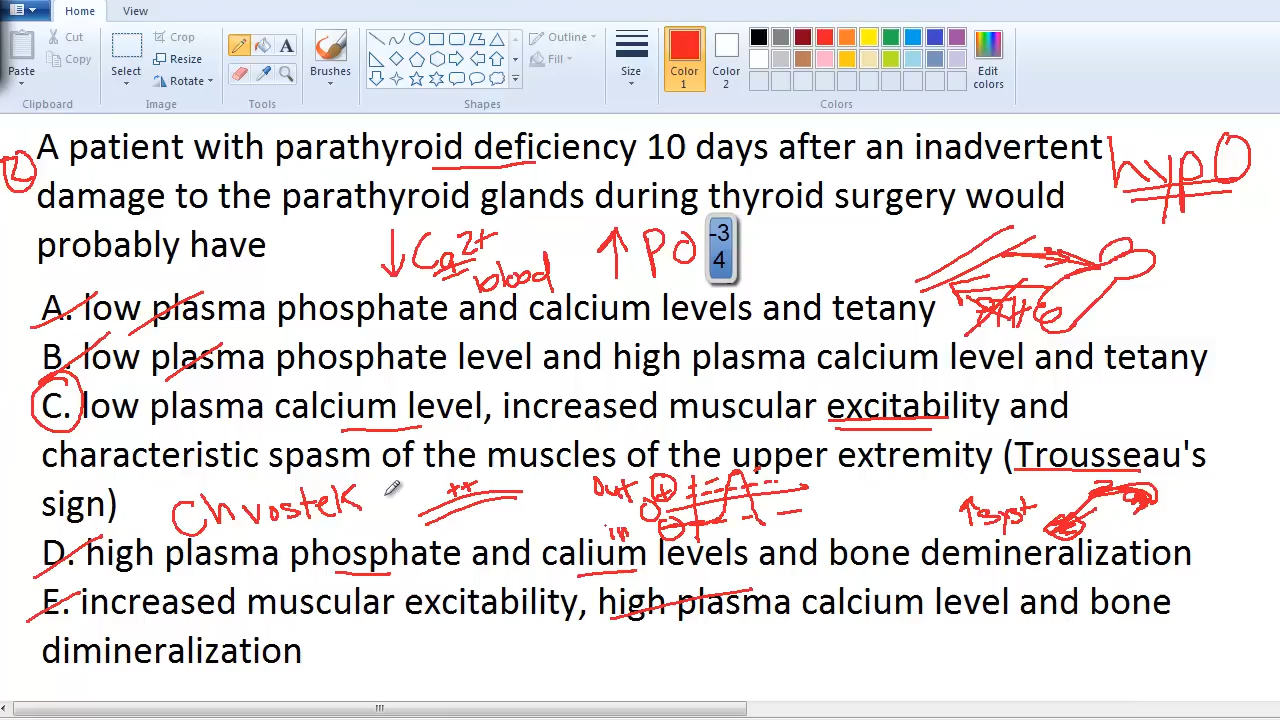 Home View
Cut
Copy
Paste
Clipboard
Crop
Resize
Rotate
Select
Image
A
Tools
Brushes
Outline
Fill
Shapes
Size
Color 1
Color 2
Edit colors
Colors
A patient with parathyroid deficiency 10 days after an inadvertent
hypO
damage to the parathyroid glands during thyroid surgery would
probably have
↓ Ca2+ blood ↑ PO -3 4
A. low plasma phosphate and calcium levels and tetany
B. low plasma phosphate level and high plasma calcium level and tetany
C. low plasma calcium level, increased muscular excitability and
characteristic spasm of the muscles of the upper extremity (Trousseau's
sign)
Chvostek ++ out + in ↑ syst
D. high plasma phosphate and calium levels and bone demineralization
E. increased muscular excitability, high plasma calcium level and bone
dimineralization